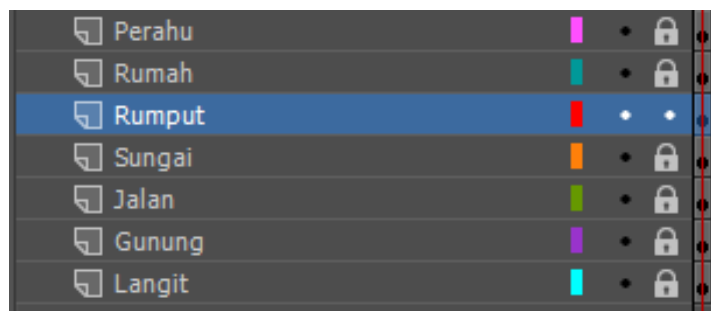 Perahu
Rumah
Rumput
Sungai
Jalan
Gunung
Langit